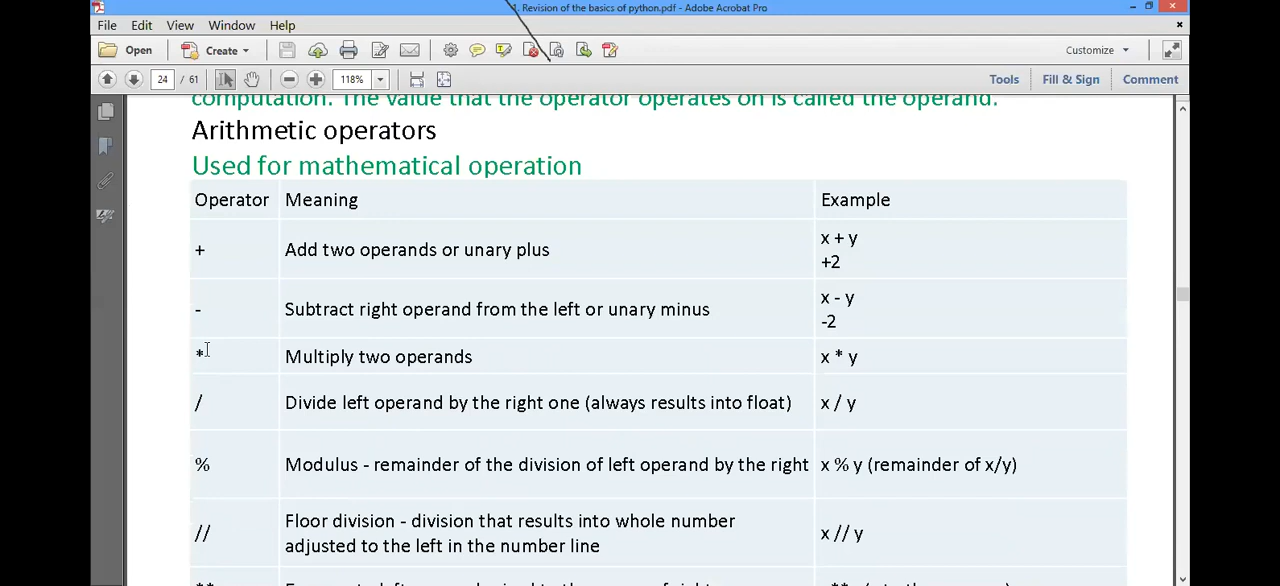 1. Revision of the basics of python.pdf - Adobe Acrobat Pro
File Edit View Window Help
Open Create Customize
24 / 61 118% Tools Fill & Sign Comment
computation. The value that the operator operates on is called the operand.
Arithmetic operators
Used for mathematical operation
Operator Meaning Example
+ Add two operands or unary plus x + y
+2
- Subtract right operand from the left or unary minus x - y
-2
* Multiply two operands x * y
/ Divide left operand by the right one (always results into float) x / y
% Modulus - remainder of the division of left operand by the right x % y (remainder of x/y)
// Floor division - division that results into whole number
adjusted to the left in the number line x // y